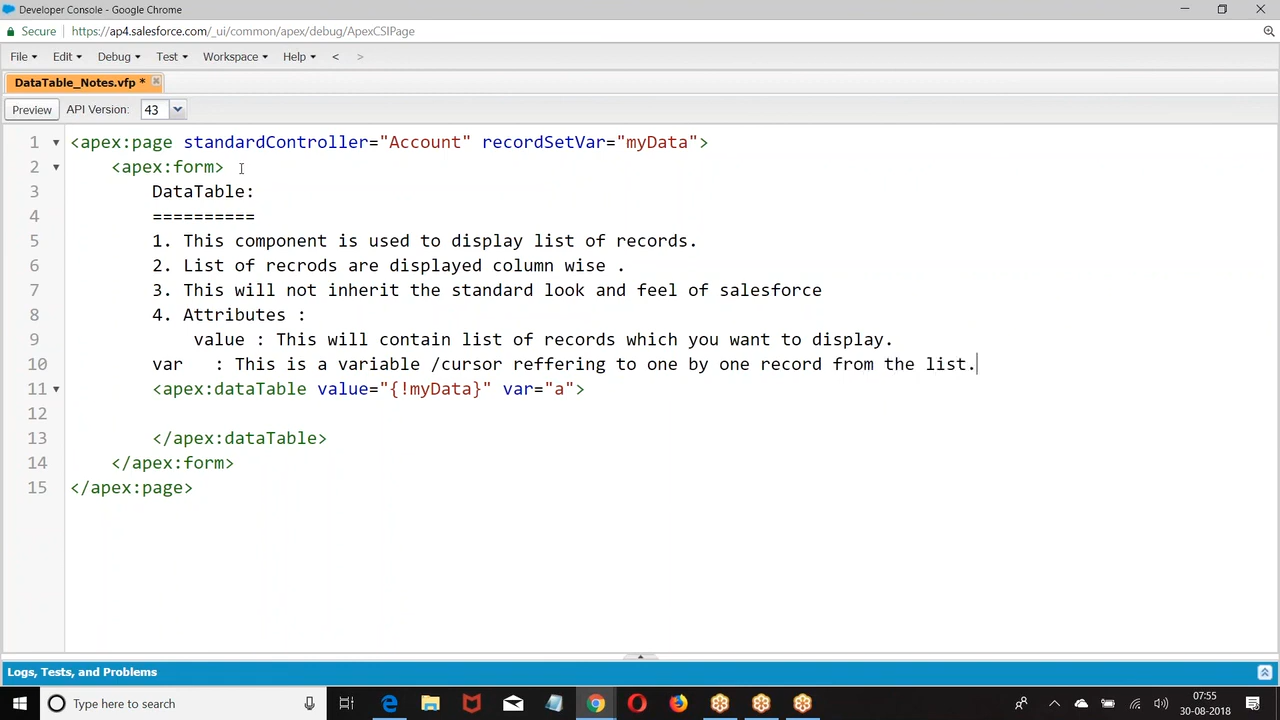 Developer Console - Google Chrome
Secure https://ap4.salesforce.com/_ui/common/apex/debug/ApexCSIPage
File Edit Debug Test Workspace Help < >
DataTable_Notes.vfp *
Preview API Version: 43
1 <apex:page standardController="Account" recordSetVar="myData">
2 <apex:form>
3 DataTable:
4 ==========
5 1. This component is used to display list of records.
6 2. List of recrods are displayed column wise .
7 3. This will not inherit the standard look and feel of salesforce
8 4. Attributes :
9 value : This will contain list of records which you want to display.
10 var : This is a variable /cursor reffering to one by one record from the list.
11 <apex:dataTable value="{!myData}" var="a">
12
13 </apex:dataTable>
14 </apex:form>
15 </apex:page>
Logs, Tests, and Problems
Type here to search
07:55
30-08-2018